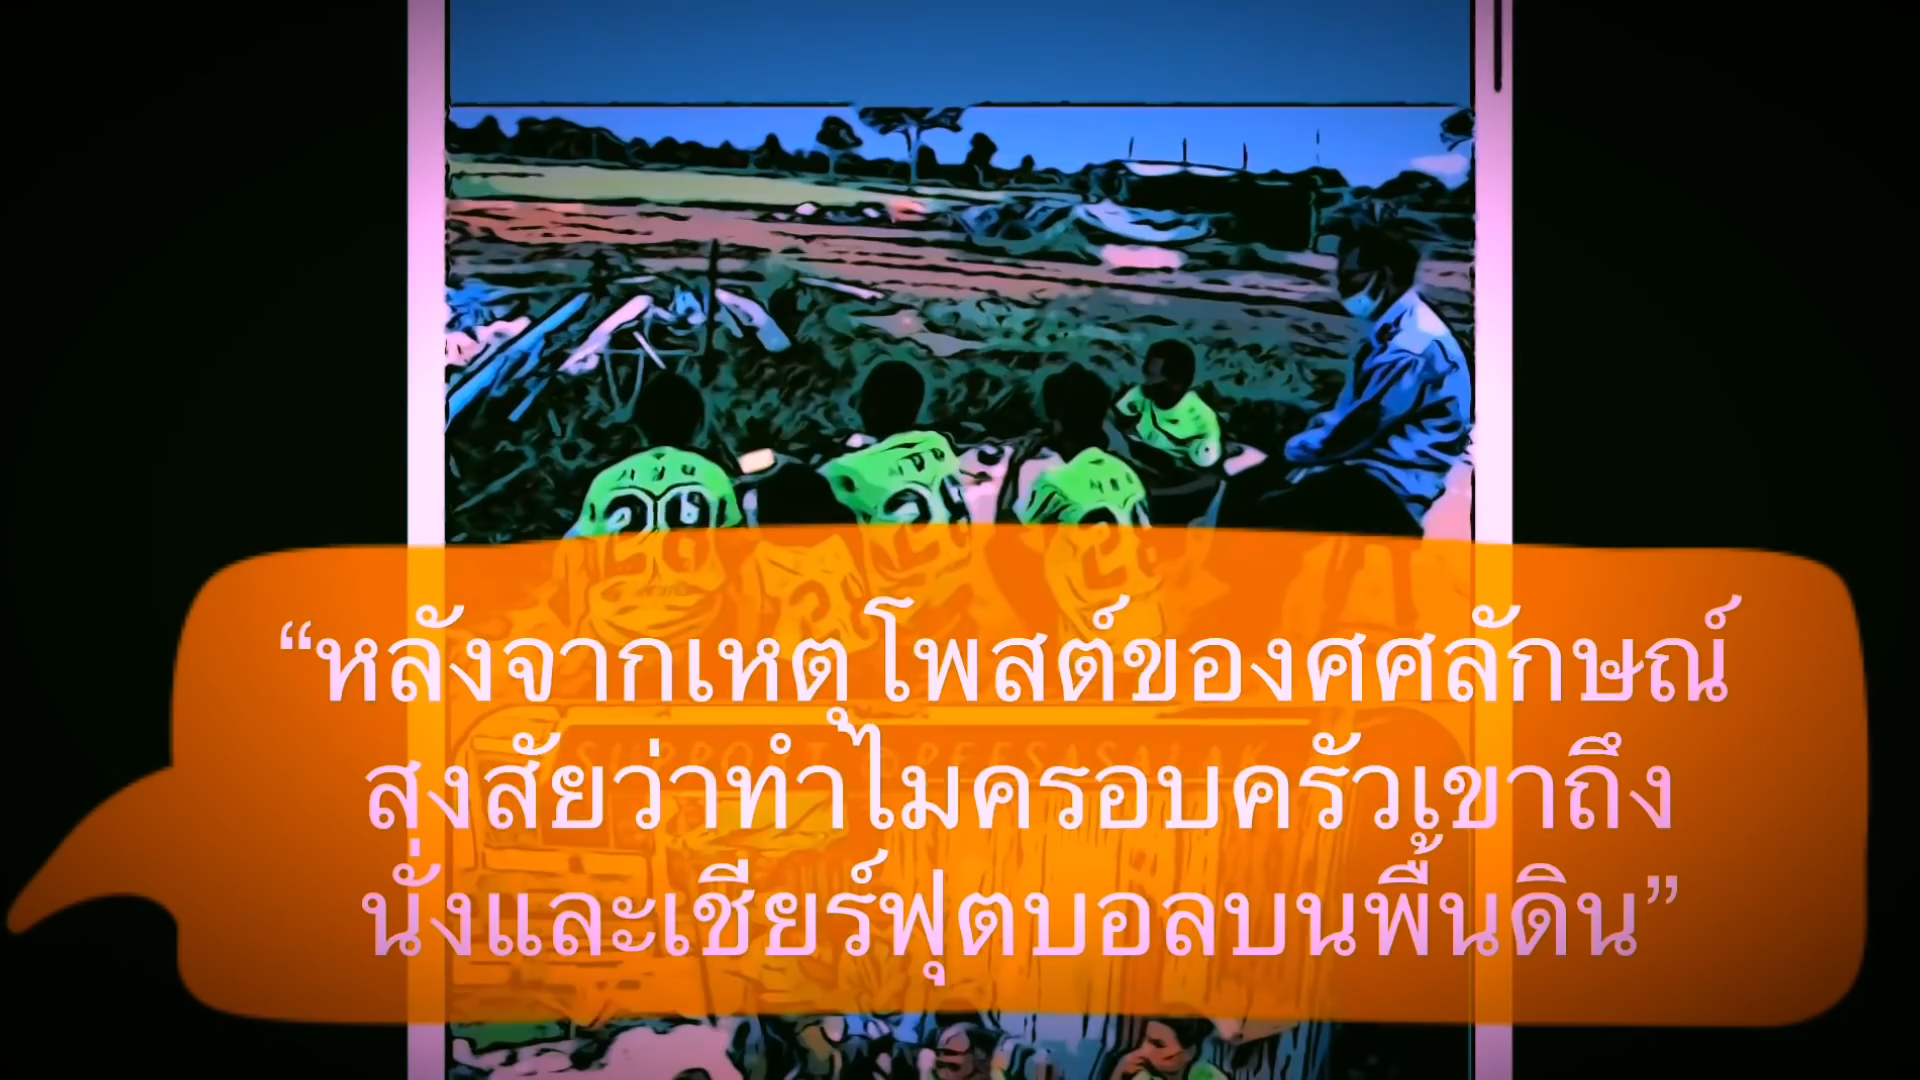 “หลังจากเหตุโพสต์ของศศลักษณ์
สงสัยว่าทำไมครอบครัวเขาถึง
นั่งและเชียร์ฟุตบอลบนพื้นดิน”